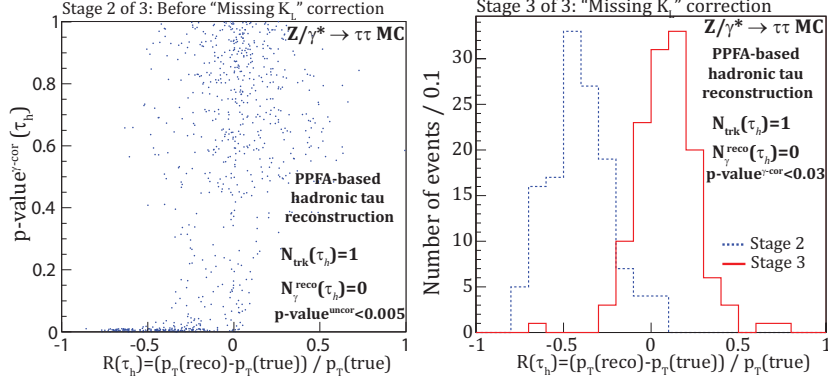 Stage 2 of 3: Before “Missing K_L” correction
Z/γ* → ττ MC
p-value^γ-cor (τ_h)
1
0.8
0.6
0.4
0.2
0
PPFA-based
hadronic tau
reconstruction
N_trk(τ_h)=1
N_γ^reco(τ_h)=0
p-value^uncor<0.005
-1 -0.5 0 0.5 1
R(τ_h)=(p_T(reco)-p_T(true)) / p_T(true)
Stage 3 of 3: “Missing K_L” correction
Z/γ* → ττ MC
Number of events / 0.1
30
20
10
0
PPFA-based
hadronic tau
reconstruction
N_trk(τ_h)=1
N_γ^reco(τ_h)=0
p-value^γ-cor<0.03
Stage 2
Stage 3
-1 -0.5 0 0.5 1
R(τ_h)=(p_T(reco)-p_T(true)) / p_T(true)